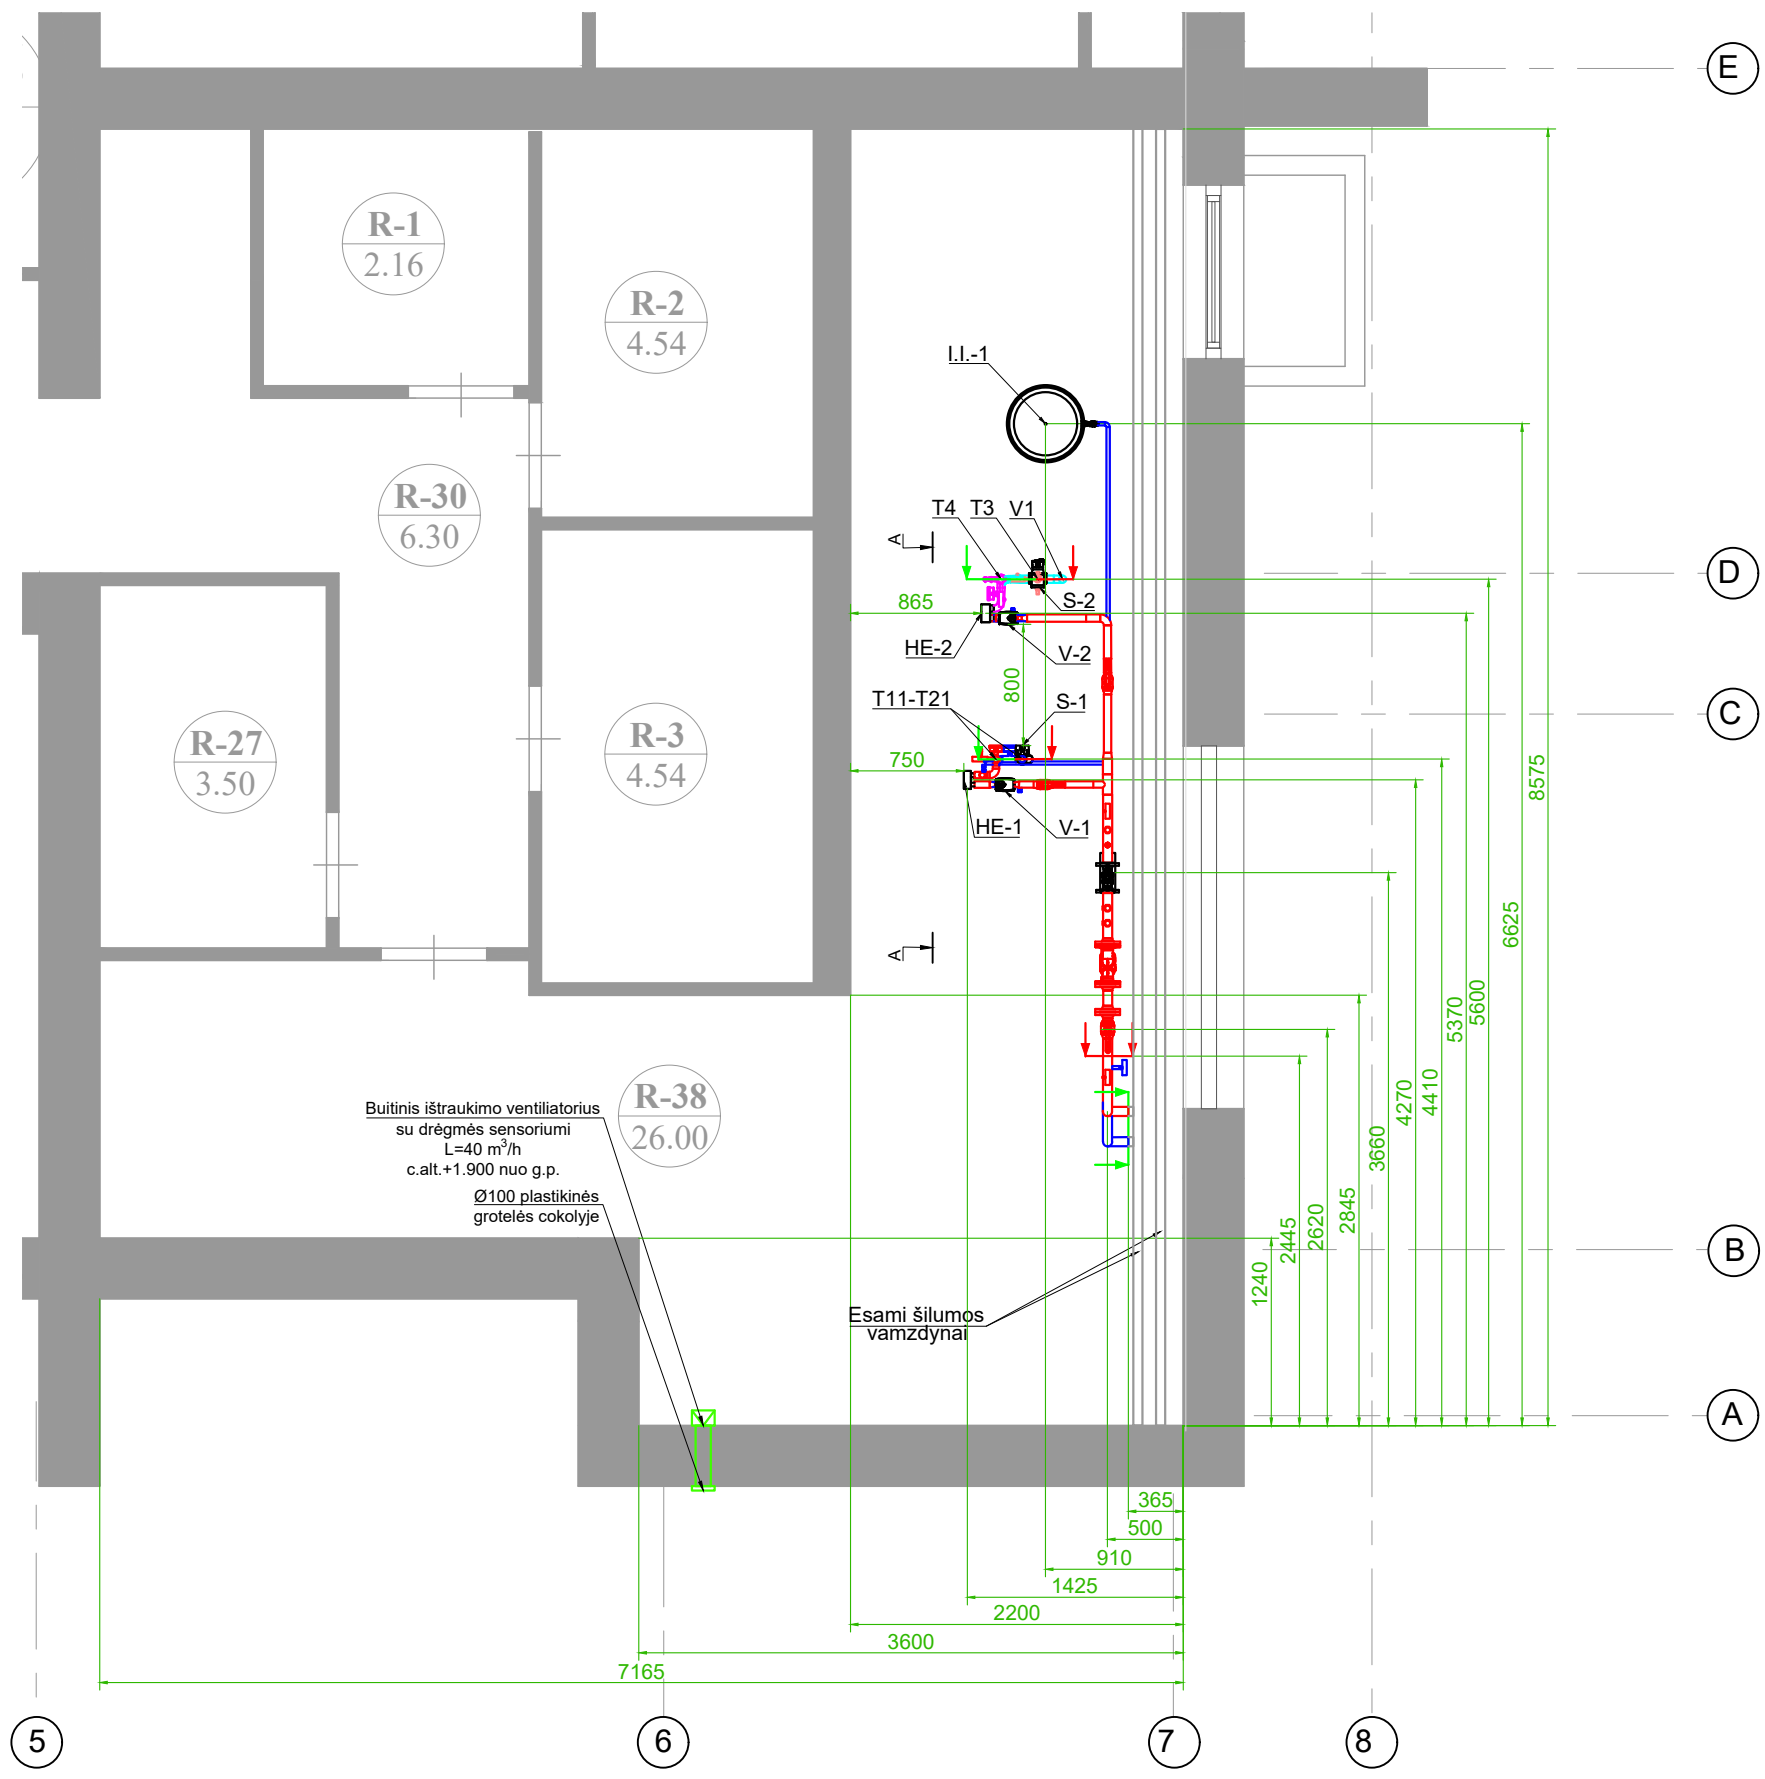 E
R-1
2.16
R-2
4.54
I.I.-1
R-30
6.30
T4
T3
V1
A
D
865
S-2
HE-2
V-2
800
T11-T21
S-1
C
R-27
3.50
R-3
4.54
750
HE-1
V-1
8575
6625
A
5600
5370
4410
4270
3660
2845
2620
2445
1240
R-38
26.00
Buitinis ištraukimo ventiliatorius
su drėgmės sensoriumi
L=40 m³/h
c.alt.+1.900 nuo g.p.
Ø100 plastikinės
grotelės cokolyje
B
Esami šilumos
vamzdynai
A
365
500
910
1425
2200
3600
7165
5
6
7
8